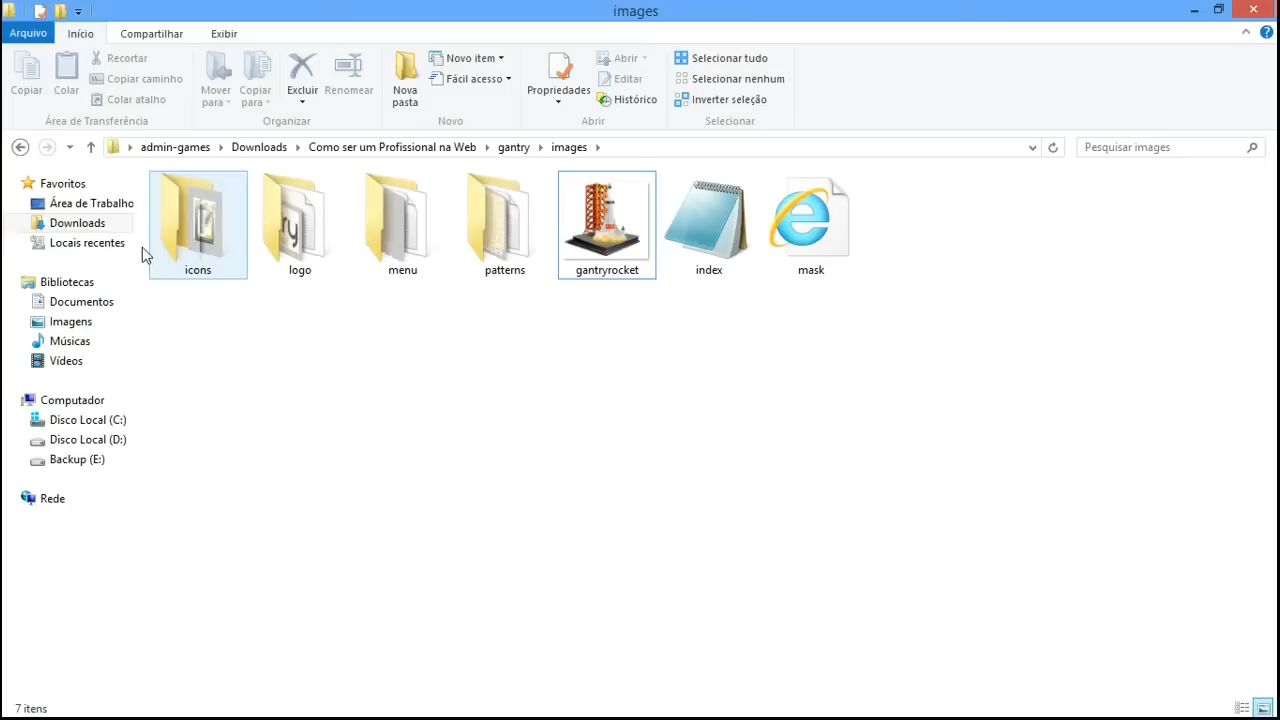 images
Arquivo Início Compartilhar Exibir
Copiar
Colar
Recortar
Copiar caminho
Colar atalho
Área de Transferência
Mover para
Copiar para
Excluir
Renomear
Organizar
Nova pasta
Novo item
Fácil acesso
Novo
Propriedades
Abrir
Editar
Histórico
Abrir
Selecionar tudo
Selecionar nenhum
Inverter seleção
Selecionar
admin-games Downloads Como ser um Profissional na Web gantry images
Pesquisar images
Favoritos
Área de Trabalho
Downloads
Locais recentes
Bibliotecas
Documentos
Imagens
Músicas
Vídeos
Computador
Disco Local (C:)
Disco Local (D:)
Backup (E:)
Rede
ry
icons logo menu patterns gantryrocket index mask
7 itens